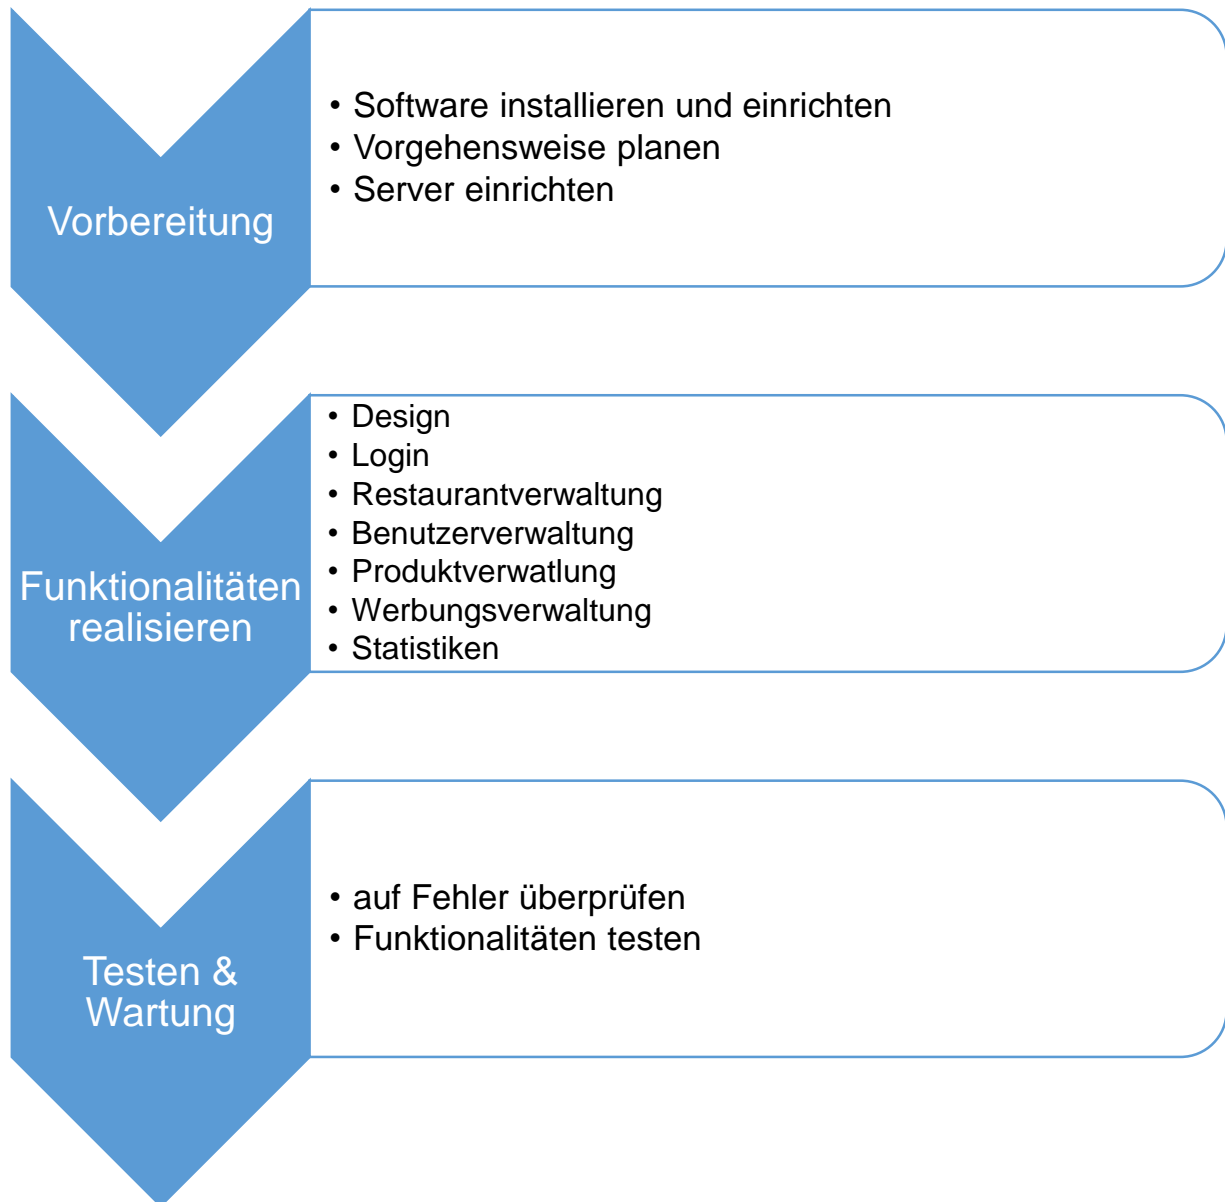 Vorbereitung
• Software installieren und einrichten
• Vorgehensweise planen
• Server einrichten
Funktionalitäten
realisieren
• Design
• Login
• Restaurantverwaltung
• Benutzerverwaltung
• Produktverwatlung
• Werbungsverwaltung
• Statistiken
Testen &
Wartung
• auf Fehler überprüfen
• Funktionalitäten testen